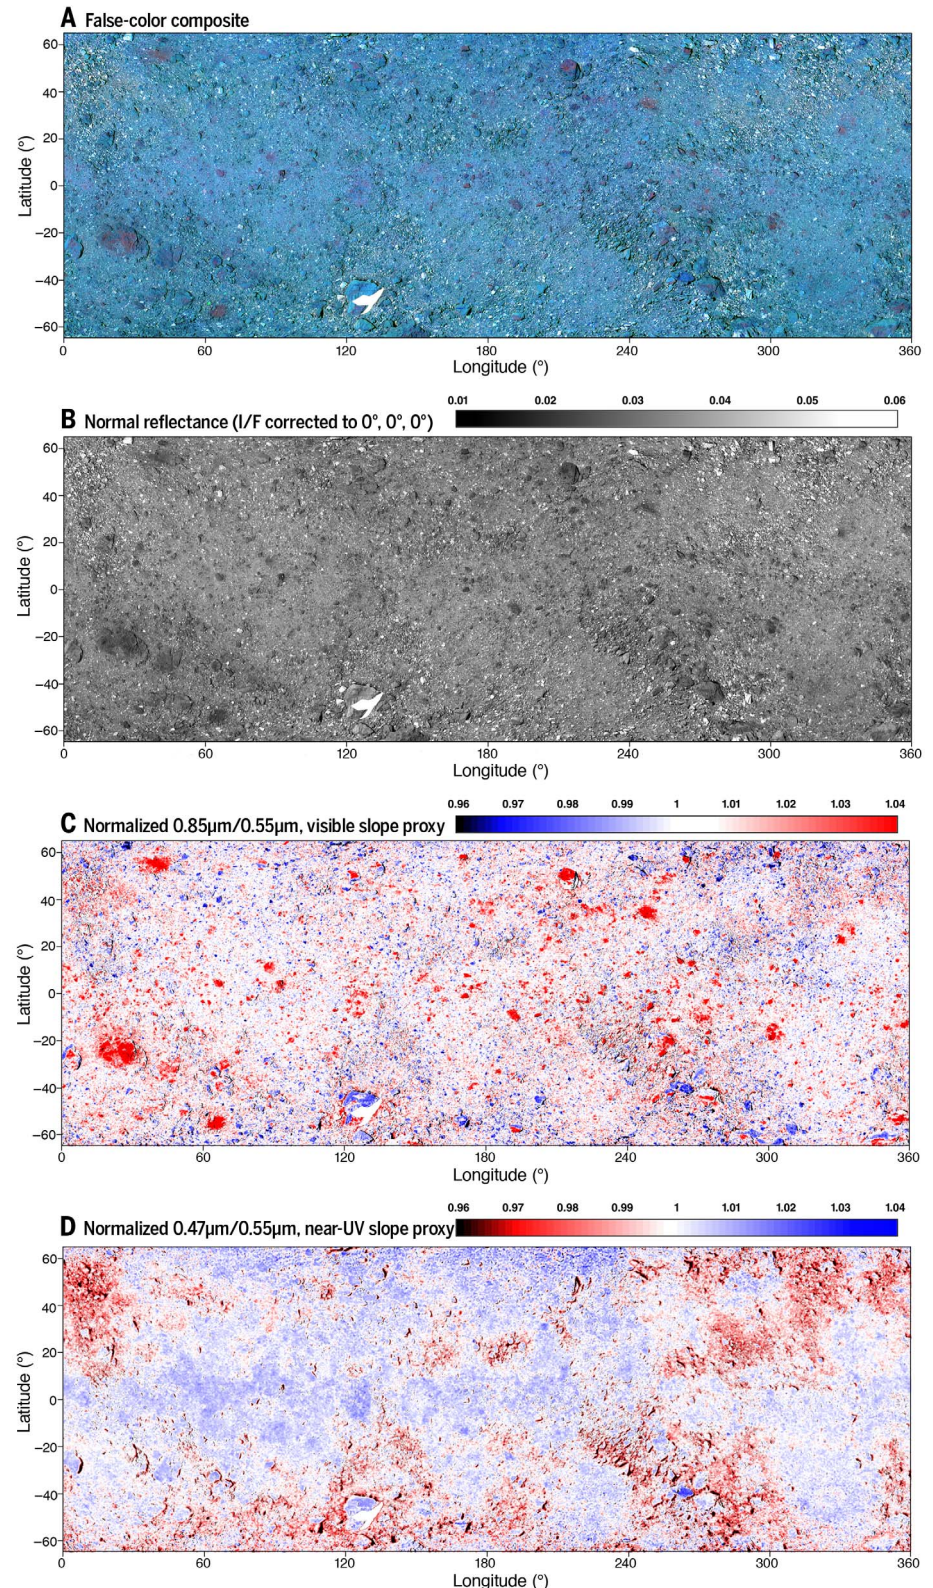 A False-color composite
60
40
20
0
−20
−40
−60
Latitude (°)
0 60 120 180 240 300 360
Longitude (°)
B Normal reflectance (I/F corrected to 0°, 0°, 0°)
0.01 0.02 0.03 0.04 0.05 0.06
60
40
20
0
−20
−40
−60
Latitude (°)
0 60 120 180 240 300 360
Longitude (°)
C Normalized 0.85µm/0.55µm, visible slope proxy
0.96 0.97 0.98 0.99 1 1.01 1.02 1.03 1.04
60
40
20
0
−20
−40
−60
Latitude (°)
0 60 120 180 240 300 360
Longitude (°)
D Normalized 0.47µm/0.55µm, near-UV slope proxy
0.96 0.97 0.98 0.99 1 1.01 1.02 1.03 1.04
60
40
20
0
−20
−40
−60
Latitude (°)
0 60 120 180 240 300 360
Longitude (°)